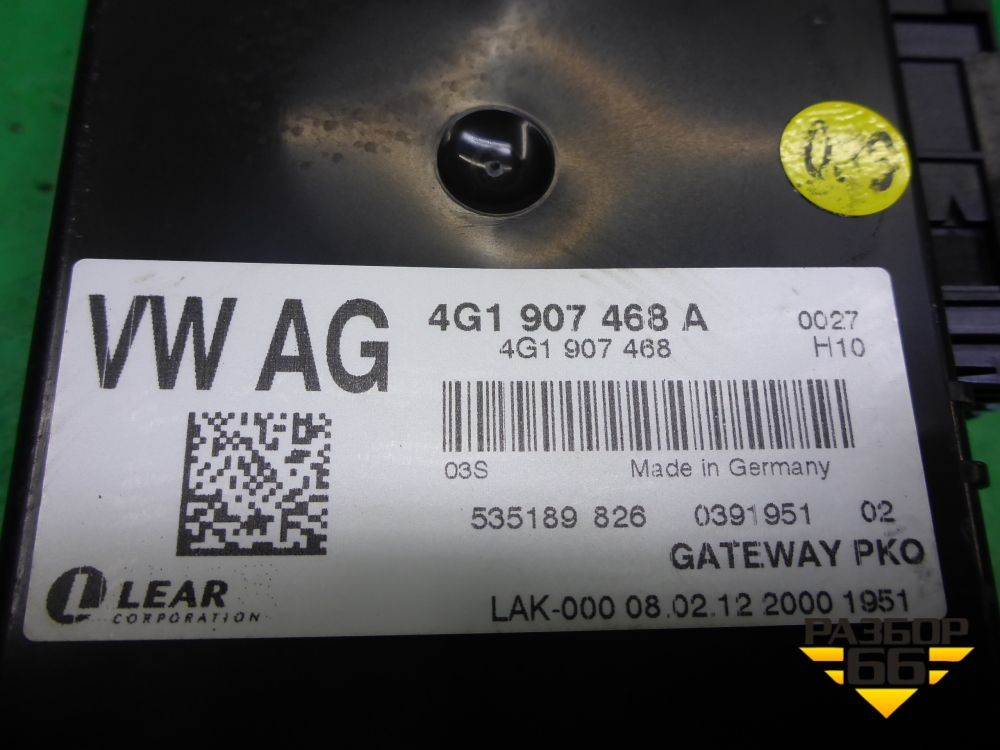 VW AG
4G1 907 468 A
0027
4G1 907 468
H10
03S
Made in Germany
535189 826
0391951
02
GATEWAY PKO
LEAR
CORPORATION
LAK-000 08.02.12 2000 1951
РАЗБОР
66